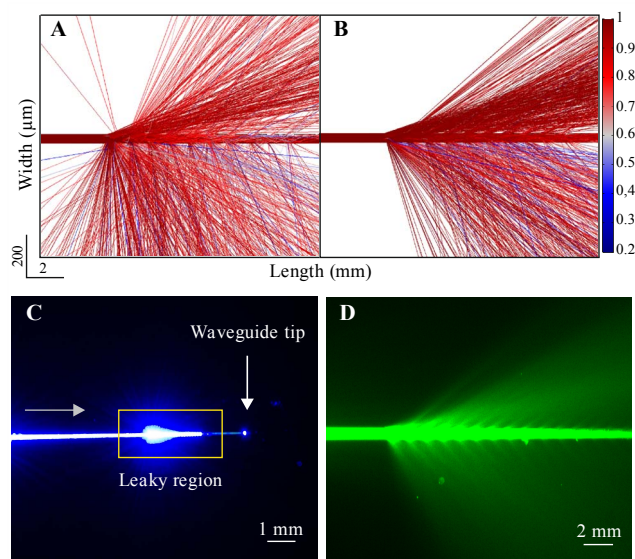 A
B
1
0.9
0.8
0.7
0.6
0.5
0.4
0.3
0.2
Width (µm)
200
2
Length (mm)
C
Waveguide tip
Leaky region
1 mm
D
2 mm